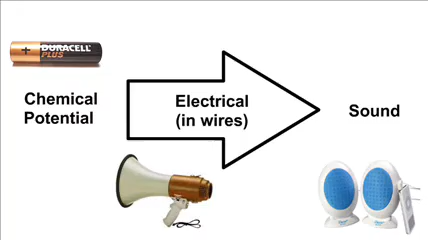 DURACELL
PLUS
Chemical
Potential
Electrical
(in wires)
Sound